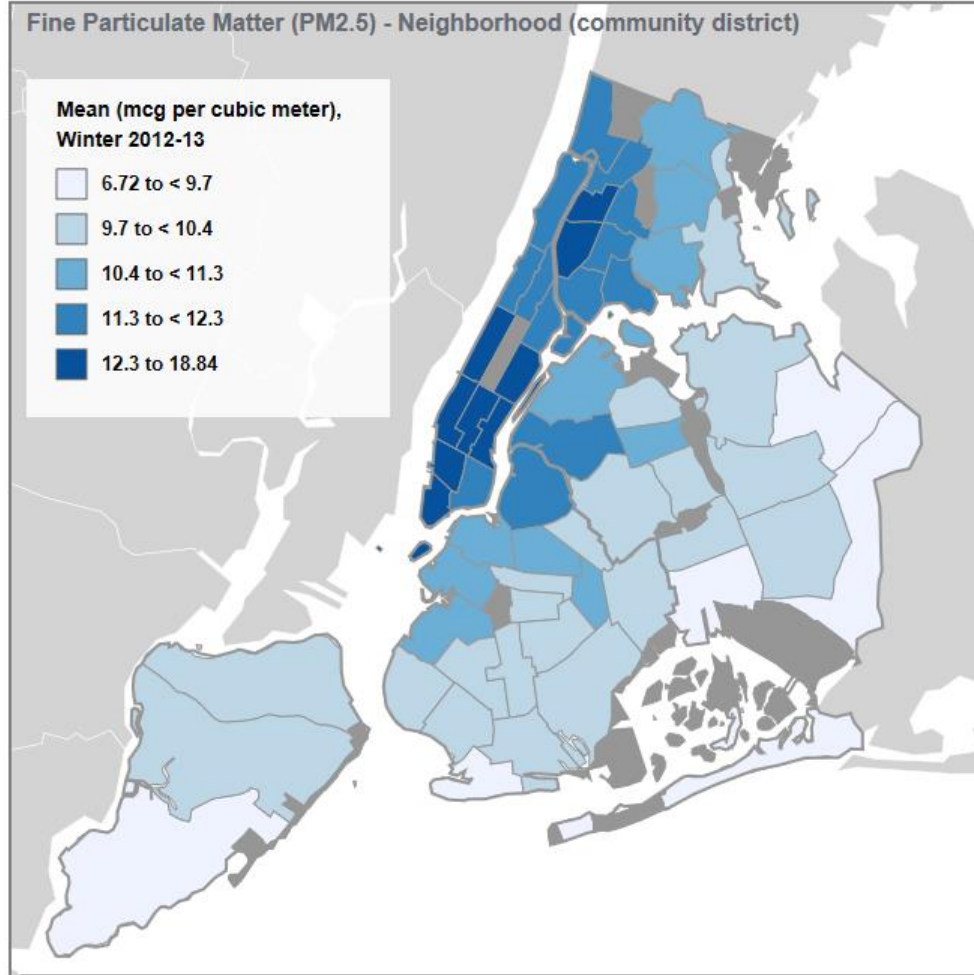 Fine Particulate Matter (PM2.5) - Neighborhood (community district)
Mean (mcg per cubic meter),
Winter 2012-13
6.72 to < 9.7
9.7 to < 10.4
10.4 to < 11.3
11.3 to < 12.3
12.3 to 18.84